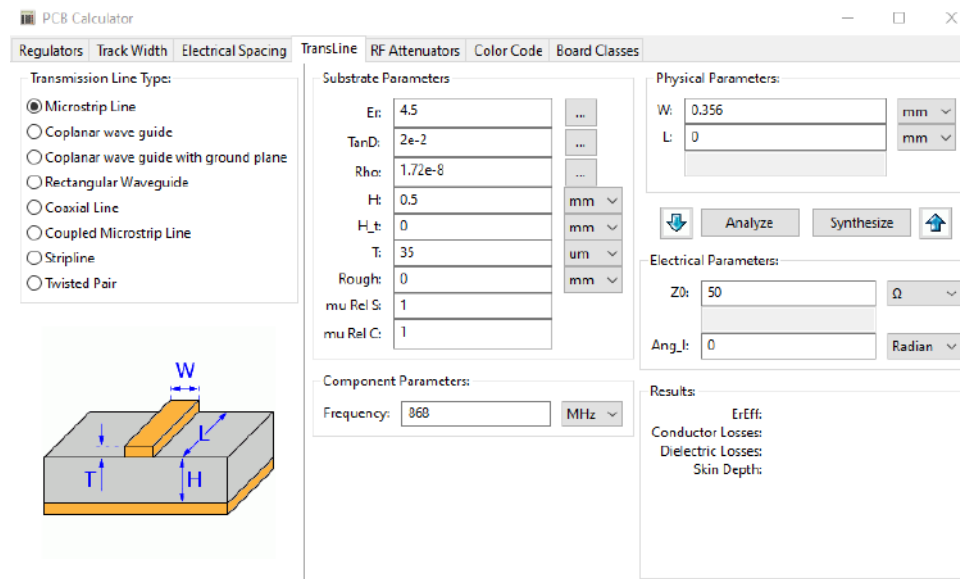 PCB Calculator
Regulators Track Width Electrical Spacing TransLine RF Attenuators Color Code Board Classes
Transmission Line Type:
Microstrip Line
Coplanar wave guide
Coplanar wave guide with ground plane
Rectangular Waveguide
Coaxial Line
Coupled Microstrip Line
Stripline
Twisted Pair
W
L
T
H
Substrate Parameters
Er: 4.5 ...
TanD: 2e-2 ...
Rho: 1.72e-8 ...
H: 0.5 mm
H_t: 0 mm
T: 35 um
Rough: 0 mm
mu Rel S: 1
mu Rel C: 1
Component Parameters:
Frequency: 868 MHz
Physical Parameters:
W: 0.356 mm
L: 0 mm
Analyze Synthesize
Electrical Parameters:
Z0: 50 Ω
Ang_l: 0 Radian
Results:
ErEff:
Conductor Losses:
Dielectric Losses:
Skin Depth: